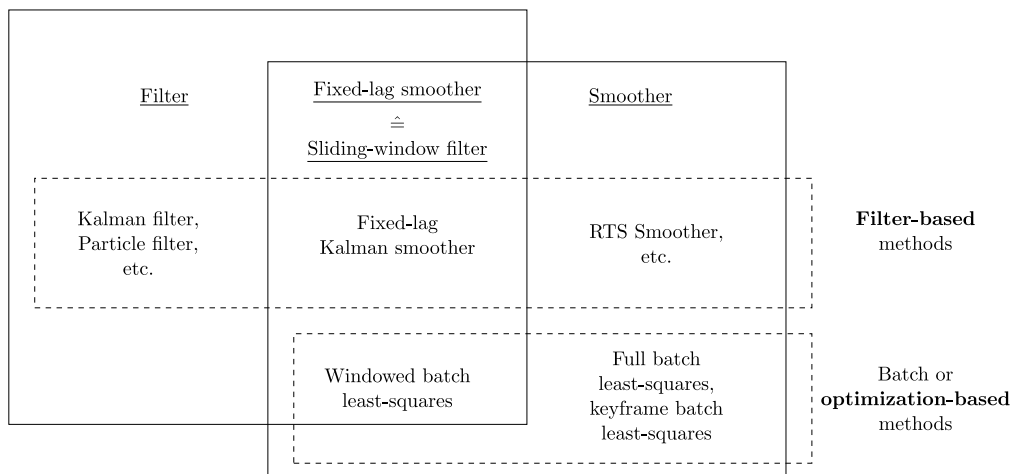 Filter
Fixed-lag smoother
≙
Sliding-window filter
Smoother
Kalman filter,
Particle filter,
etc.
Fixed-lag
Kalman smoother
RTS Smoother,
etc.
Filter-based
methods
Windowed batch
least-squares
Full batch
least-squares,
keyframe batch
least-squares
Batch or
optimization-based
methods